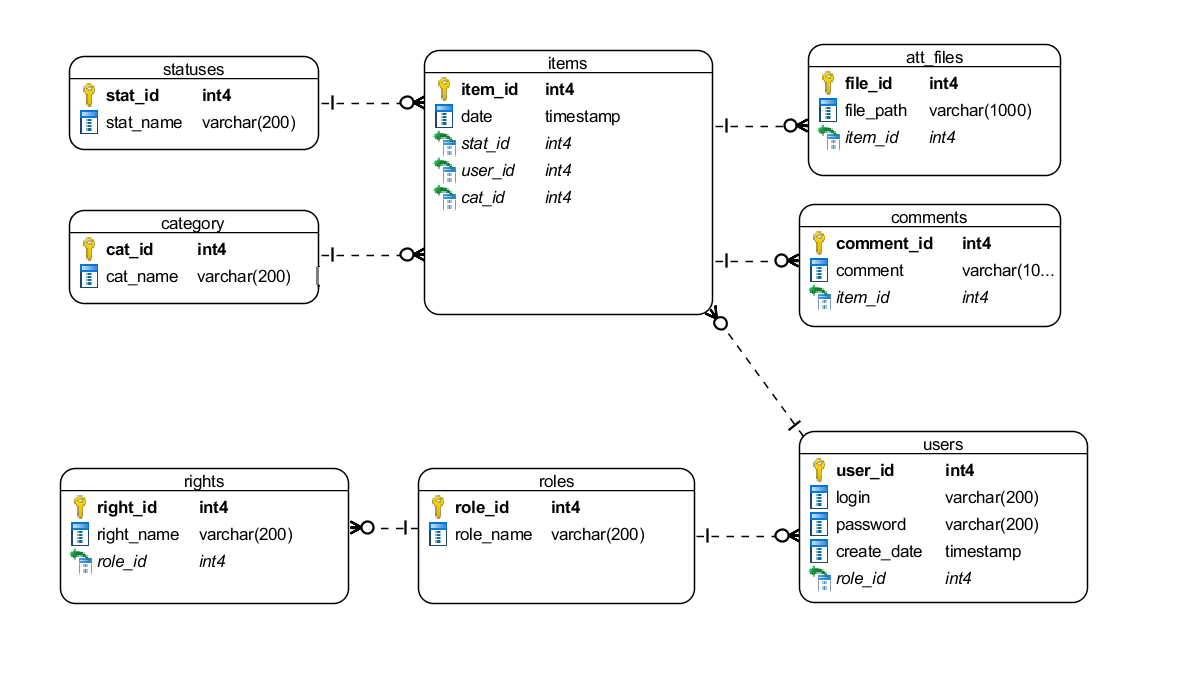 statuses
stat_id int4
stat_name varchar(200)
items
item_id int4
date timestamp
stat_id int4
user_id int4
cat_id int4
att_files
file_id int4
file_path varchar(1000)
item_id int4
category
cat_id int4
cat_name varchar(200)
comments
comment_id int4
comment varchar(10...
item_id int4
rights
right_id int4
right_name varchar(200)
role_id int4
roles
role_id int4
role_name varchar(200)
users
user_id int4
login varchar(200)
password varchar(200)
create_date timestamp
role_id int4